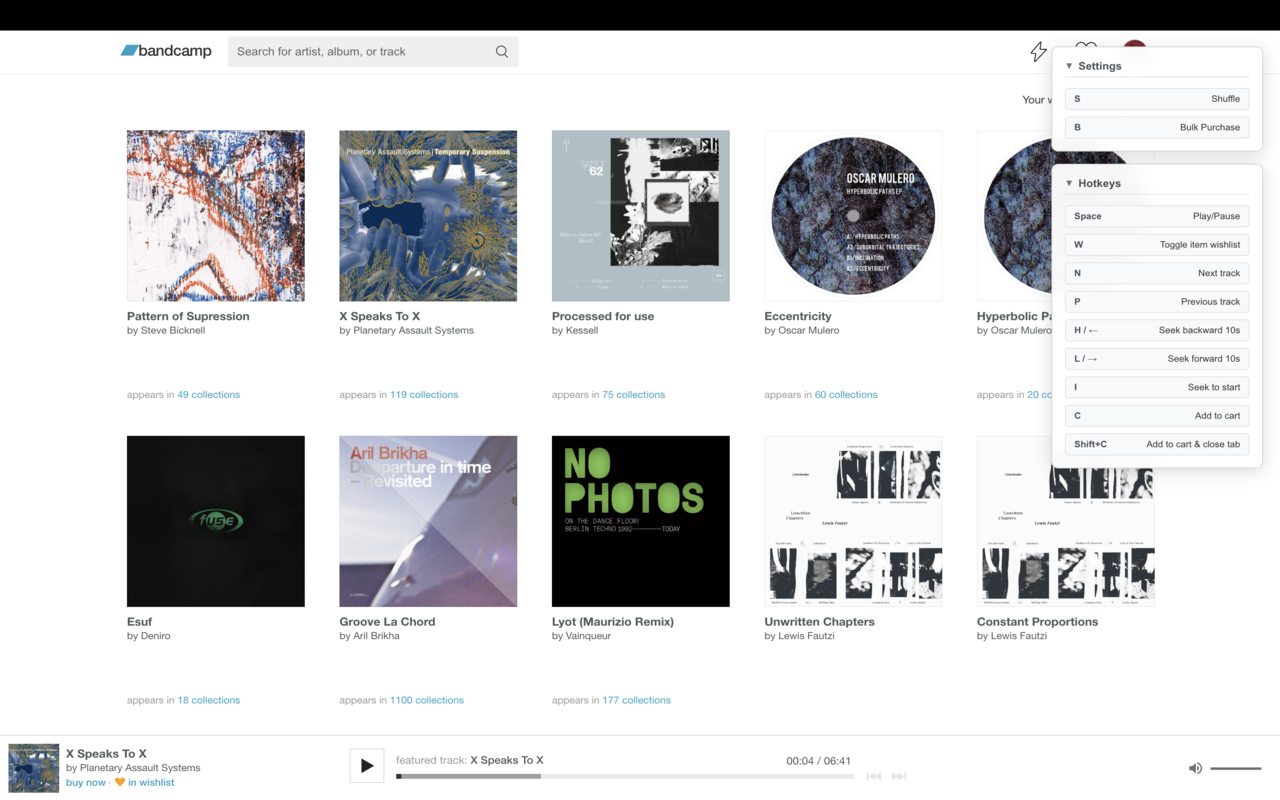 bandcamp
Search for artist, album, or track
Your w
Settings
S Shuffle
B Bulk Purchase
Hotkeys
Space Play/Pause
W Toggle item wishlist
N Next track
P Previous track
H / ← Seek backward 10s
L / → Seek forward 10s
I Seek to start
C Add to cart
Shift+C Add to cart & close tab
Planetary Assault Systems | Temporary Suspension
62
OSCAR MULERO
HYPERBOLIC PATHS EP
A1/ HYPERBOLIC PATHS
A2/ SUBORBITAL TRAJECTORIES
B1/ INCLINATION
B2/ ECCENTRICITY
Pattern of Supression
by Steve Bicknell
appears in 49 collections
X Speaks To X
by Planetary Assault Systems
appears in 119 collections
Processed for use
by Kessell
appears in 75 collections
Eccentricity
by Oscar Mulero
appears in 60 collections
Hyperbolic Pa
by Oscar Mulero
appears in 20 co
fuse
Aril Brikha
Deeparture in time
– Revisited
NO
PHOTOS
ON THE DANCE FLOOR!
BERLIN TECHNO 1992 TODAY
Unwritten
Chapters
Lewis Fautzi
Unwritten
Chapters
Lewis Fautzi
Esuf
by Deniro
appears in 18 collections
Groove La Chord
by Aril Brikha
appears in 1100 collections
Lyot (Maurizio Remix)
by Vainqueur
appears in 177 collections
Unwritten Chapters
by Lewis Fautzi
Constant Proportions
by Lewis Fautzi
X Speaks To X
by Planetary Assault Systems
buy now · in wishlist
featured track: X Speaks To X
00:04 / 06:41